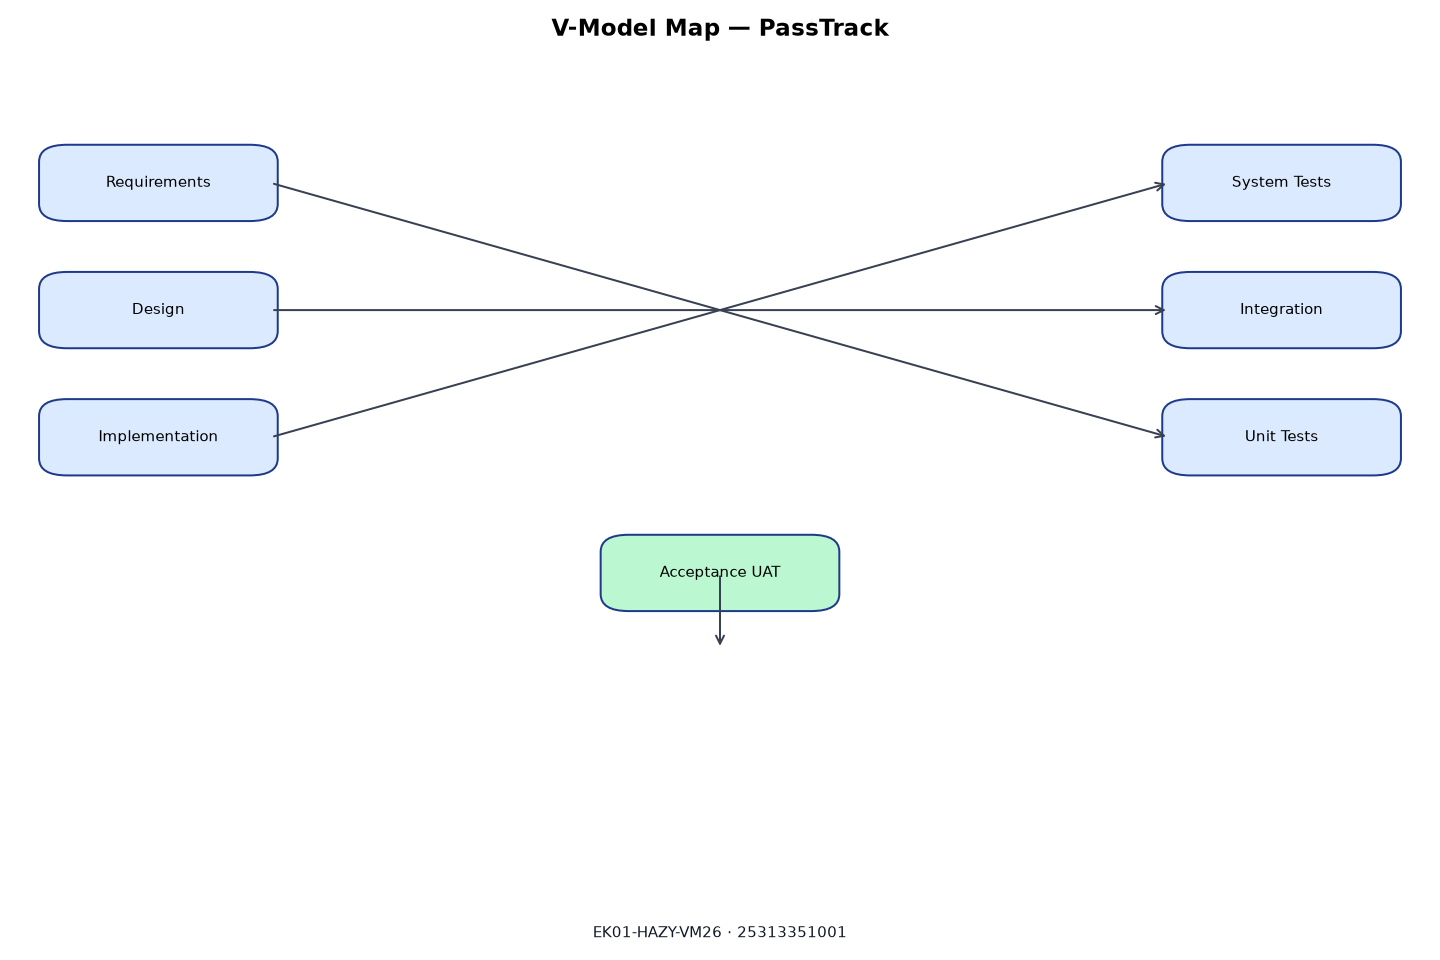 V-Model Map — PassTrack
Requirements
System Tests
Design
Integration
Implementation
Unit Tests
Acceptance UAT
EK01-HAZY-VM26 · 25313351001